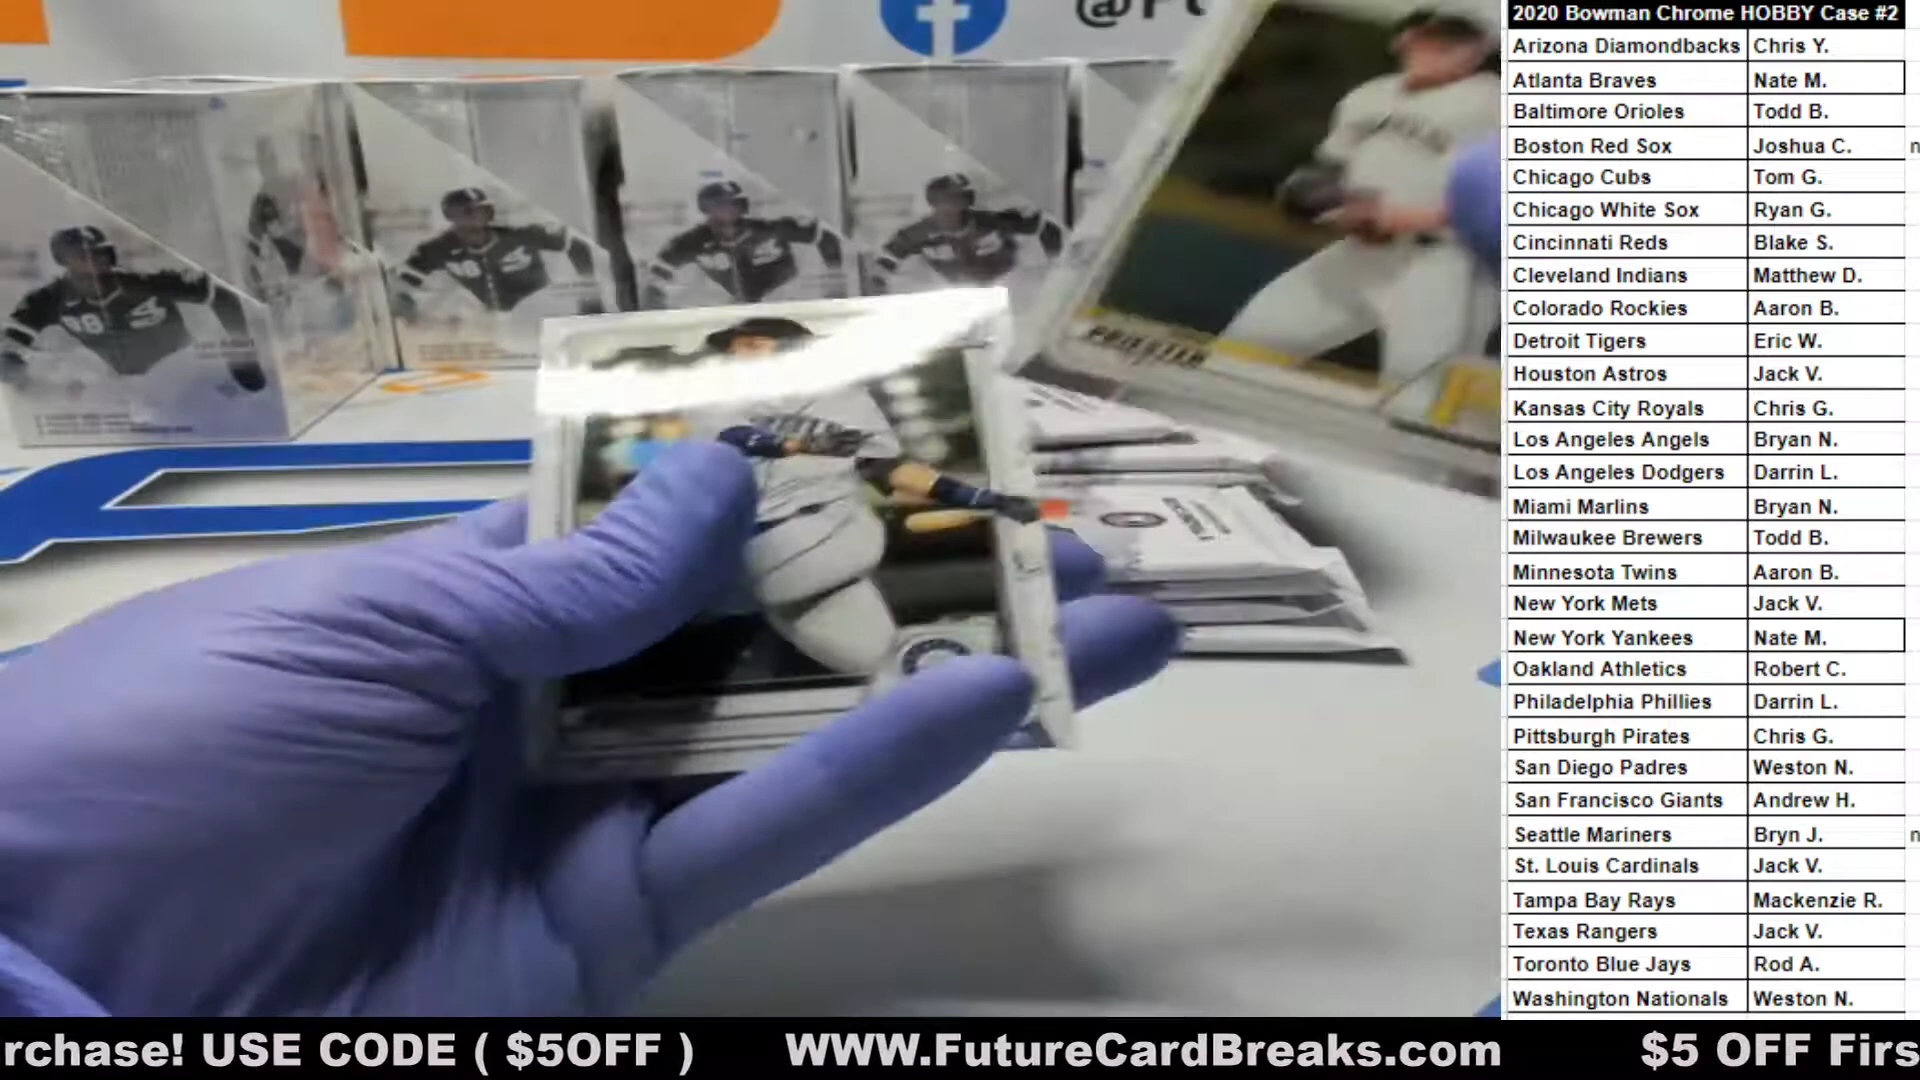 @Fu
2020 Bowman Chrome HOBBY Case #2
Arizona Diamondbacks Chris Y.
Atlanta Braves Nate M.
Baltimore Orioles Todd B.
Boston Red Sox Joshua C. n
Chicago Cubs Tom G.
Chicago White Sox Ryan G.
Cincinnati Reds Blake S.
Cleveland Indians Matthew D.
Colorado Rockies Aaron B.
Detroit Tigers Eric W.
Houston Astros Jack V.
Kansas City Royals Chris G.
Los Angeles Angels Bryan N.
Los Angeles Dodgers Darrin L.
Miami Marlins Bryan N.
Milwaukee Brewers Todd B.
Minnesota Twins Aaron B.
New York Mets Jack V.
New York Yankees Nate M.
Oakland Athletics Robert C.
Philadelphia Phillies Darrin L.
Pittsburgh Pirates Chris G.
San Diego Padres Weston N.
San Francisco Giants Andrew H.
Seattle Mariners Bryn J. n
St. Louis Cardinals Jack V.
Tampa Bay Rays Mackenzie R.
Texas Rangers Jack V.
Toronto Blue Jays Rod A.
Washington Nationals Weston N.
PRIESTER
rchase! USE CODE ( $5OFF ) WWW.FutureCardBreaks.com $5 OFF Firs